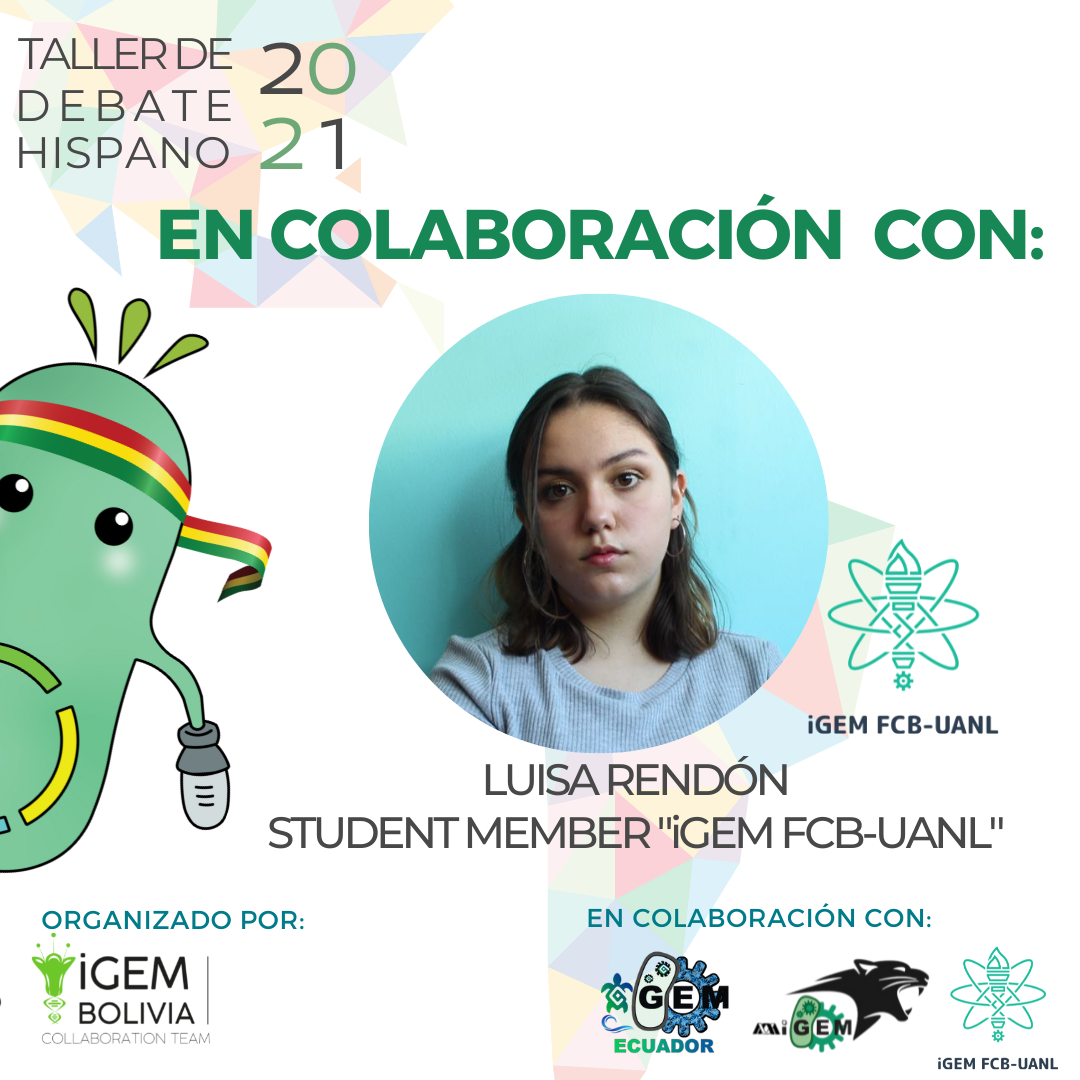 TALLER DE
DEBATE
HISPANO
20
21
EN COLABORACIÓN CON:
iGEM FCB-UANL
LUISA RENDÓN
STUDENT MEMBER "iGEM FCB-UANL"
ORGANIZADO POR:
iGEM
BOLIVIA
COLLABORATION TEAM
EN COLABORACIÓN CON:
iGEM
ECUADOR
iGEM
iGEM FCB-UANL